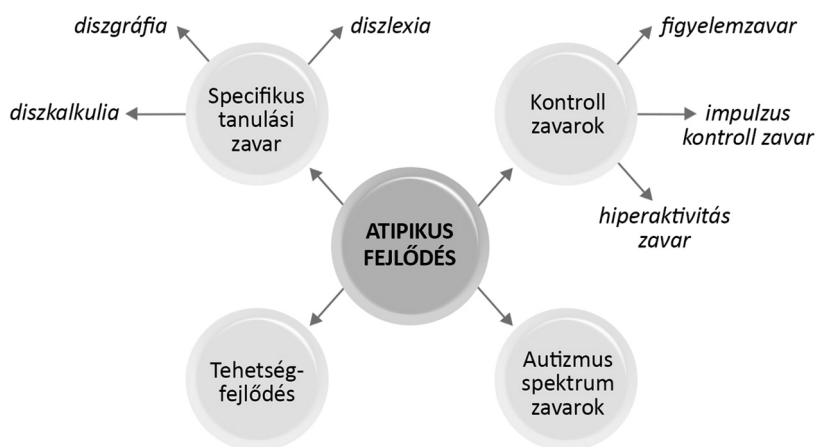 diszgráfia
diszlexia
diszkalkulia
Specifikus
tanulási
zavar
figyelemzavar
Kontroll
zavarok
impulzus
kontroll zavar
hiperaktivitás
zavar
ATIPIKUS
FEJLŐDÉS
Tehetség-
fejlődés
Autizmus
spektrum
zavarok